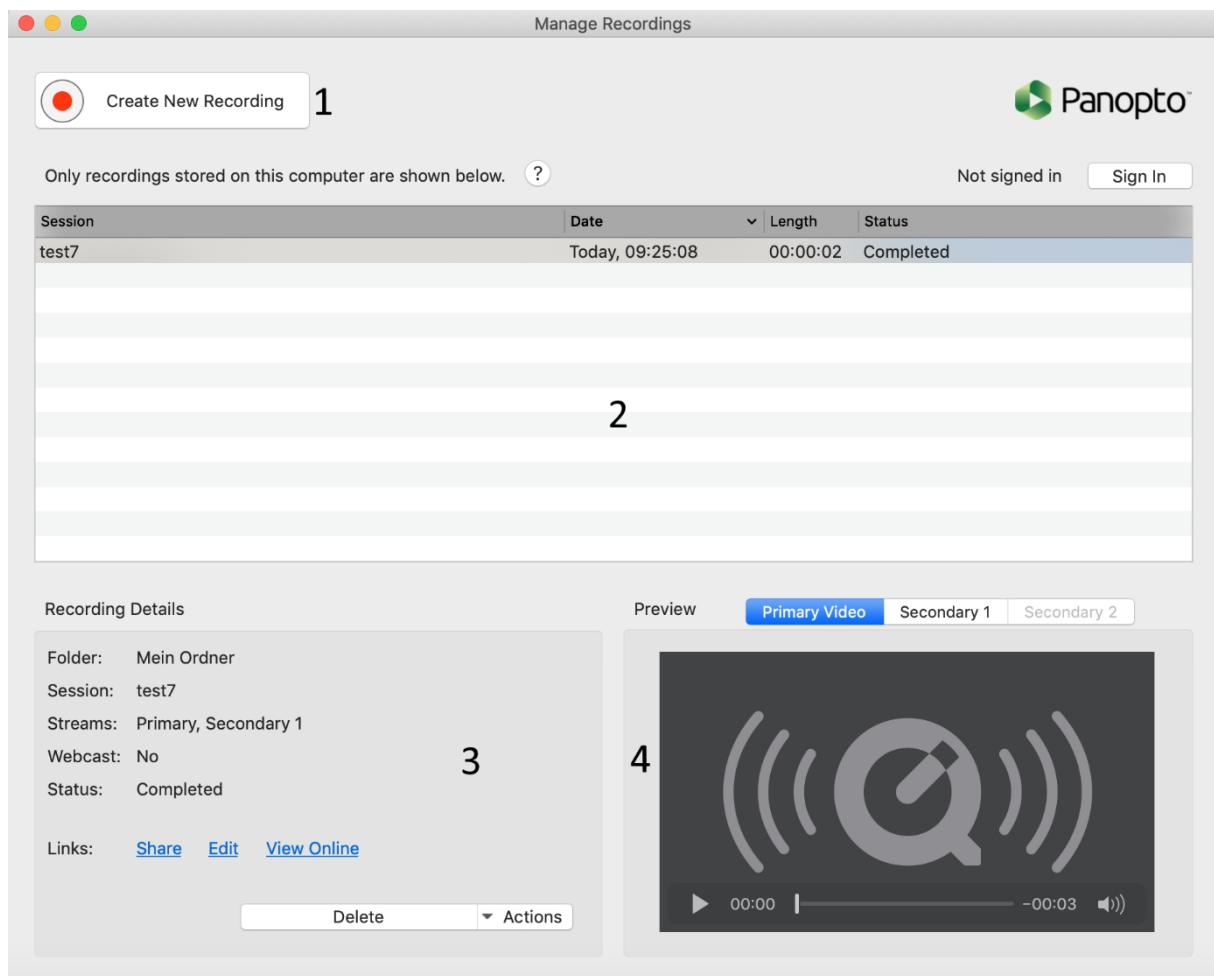 Manage Recordings
Create New Recording 1
Panopto™
Only recordings stored on this computer are shown below. ?
Not signed in Sign In
Session Date Length Status
test7 Today, 09:25:08 00:00:02 Completed
2
Recording Details
Folder: Mein Ordner
Session: test7
Streams: Primary, Secondary 1
Webcast: No
Status: Completed
3
Links: Share Edit View Online
Delete Actions
Preview Primary Video Secondary 1 Secondary 2
4
00:00 -00:03